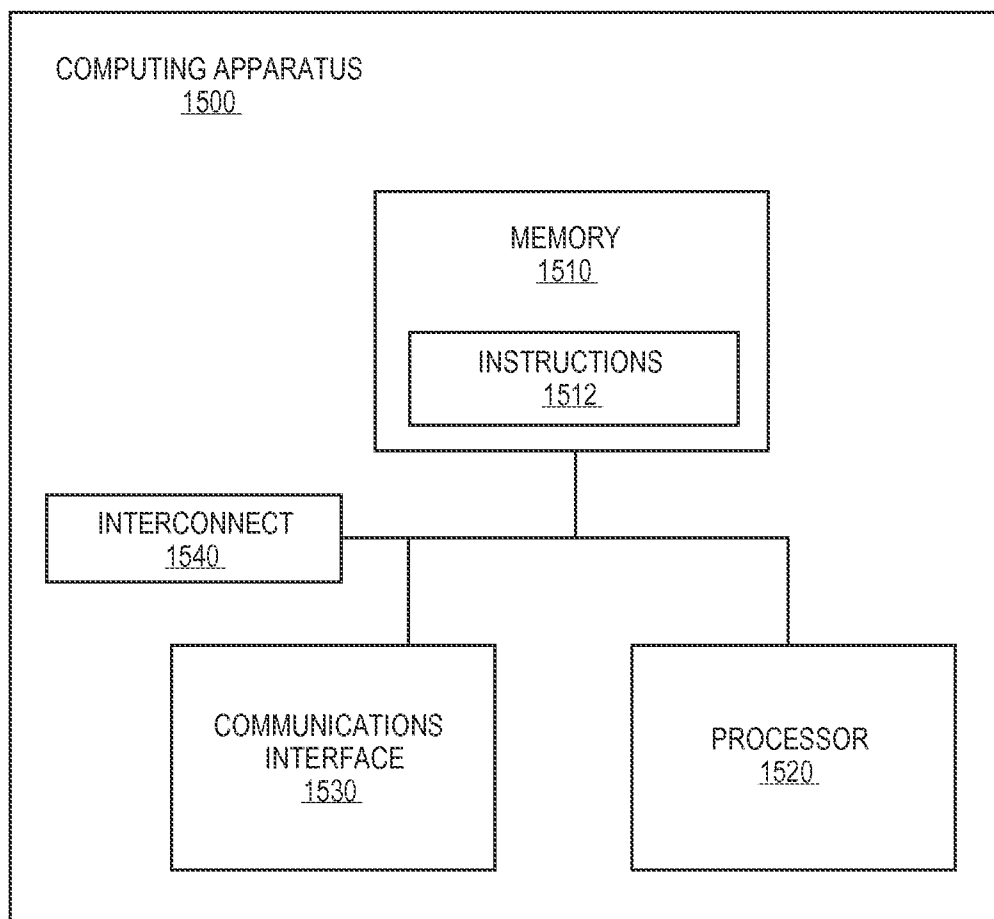 COMPUTING APPARATUS
1500
MEMORY
1510
INSTRUCTIONS
1512
INTERCONNECT
1540
COMMUNICATIONS
INTERFACE
1530
PROCESSOR
1520